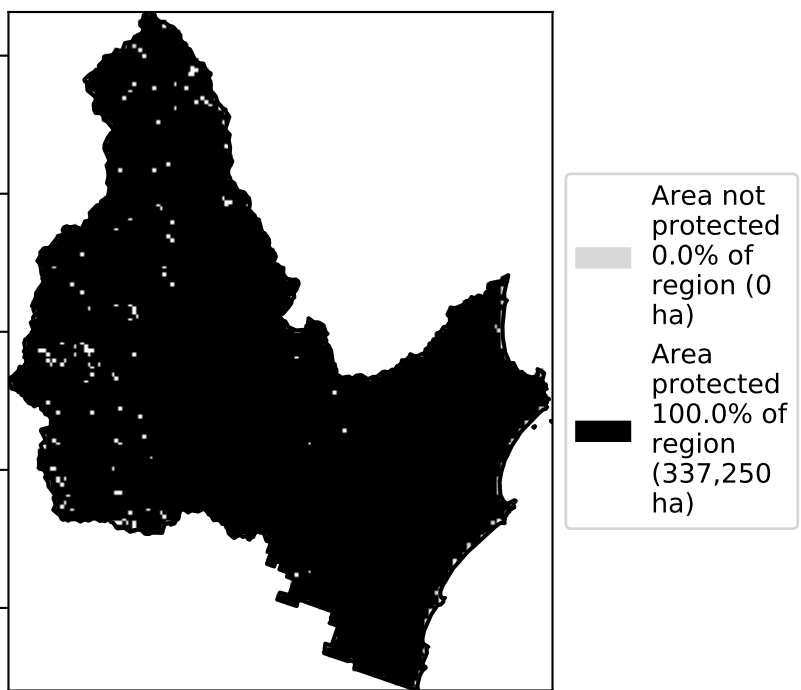 Area not
protected
0.0% of
region (0
ha)
Area
protected
100.0% of
region
(337,250
ha)